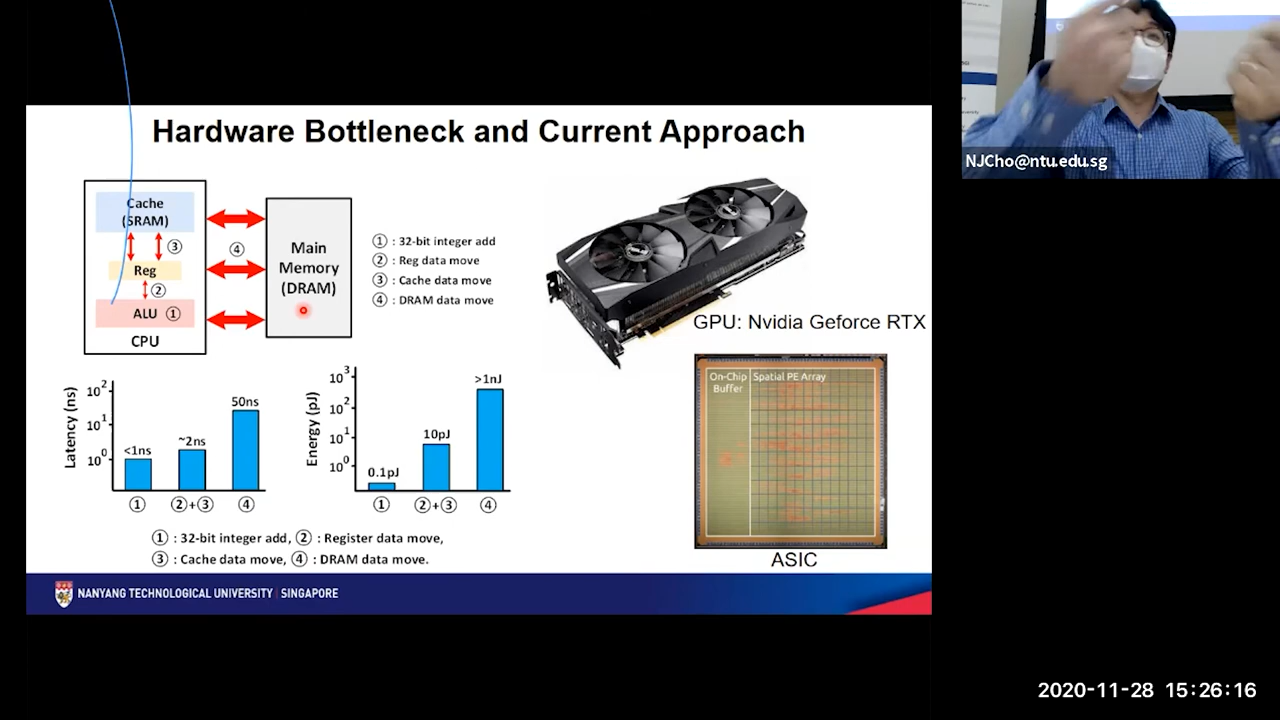 Hardware Bottleneck and Current Approach
Cache
(SRAM)
③
Reg
②
ALU ①
CPU
④
Main
Memory
(DRAM)
① : 32-bit integer add
② : Reg data move
③ : Cache data move
④ : DRAM data move
GPU: Nvidia Geforce RTX
Latency (ns)
10²
10¹
10⁰
<1ns
~2ns
50ns
① ②+③ ④
Energy (pJ)
10³
10²
10¹
10⁰
0.1pJ
10pJ
>1nJ
① ②+③ ④
On-Chip
Buffer
Spatial PE Array
ASIC
① : 32-bit integer add, ② : Register data move,
③ : Cache data move, ④ : DRAM data move.
NANYANG TECHNOLOGICAL UNIVERSITY | SINGAPORE
NJCho@ntu.edu.sg
2020-11-28 15:26:16